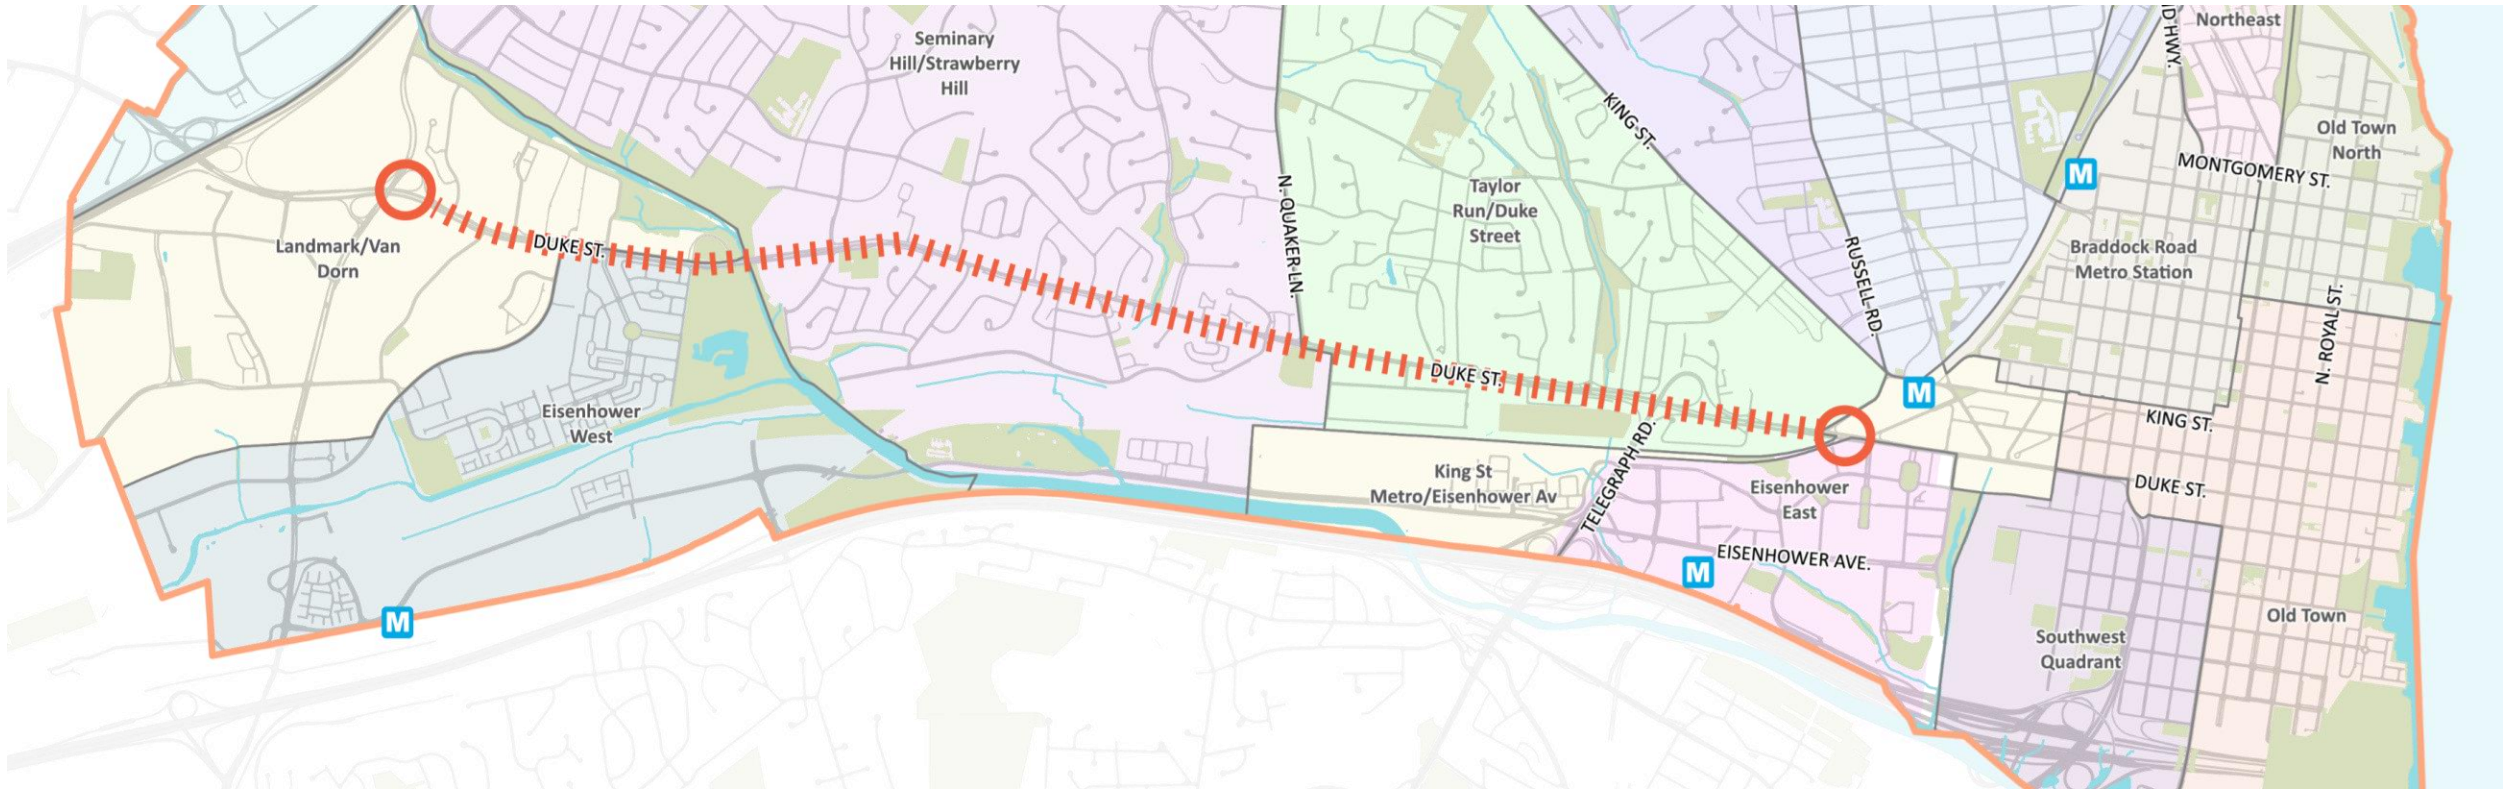 Northeast
D HWY.
Seminary
Hill/Strawberry
Hill
KING ST.
Old Town
North
M
MONTGOMERY ST.
Taylor
Run/Duke
Street
N. QUAKER LN.
Landmark/Van
Dorn
DUKE ST.
RUSSELL RD.
Braddock Road
Metro Station
N. ROYAL ST.
DUKE ST.
M
Eisenhower
West
KING ST.
TELEGRAPH RD.
King St
Metro/Eisenhower Av
Eisenhower
East
DUKE ST.
EISENHOWER AVE.
M
M
Old Town
Southwest
Quadrant